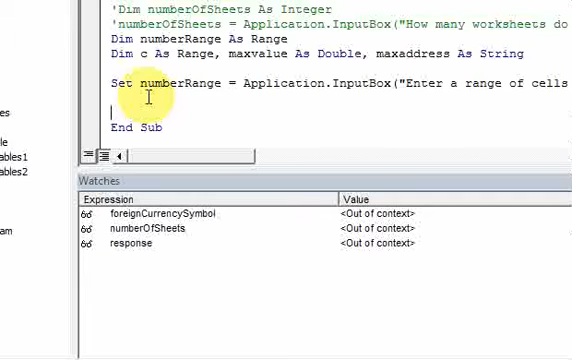 'Dim numberOfSheets As Integer
'numberOfSheets = Application.InputBox("How many worksheets do
Dim numberRange As Range
Dim c As Range, maxvalue As Double, maxaddress As String
Set numberRange = Application.InputBox("Enter a range of cells
End Sub
es
le
ables1
ables2
am
Watches
Expression Value
foreignCurrencySymbol <Out of context>
numberOfSheets <Out of context>
response <Out of context>